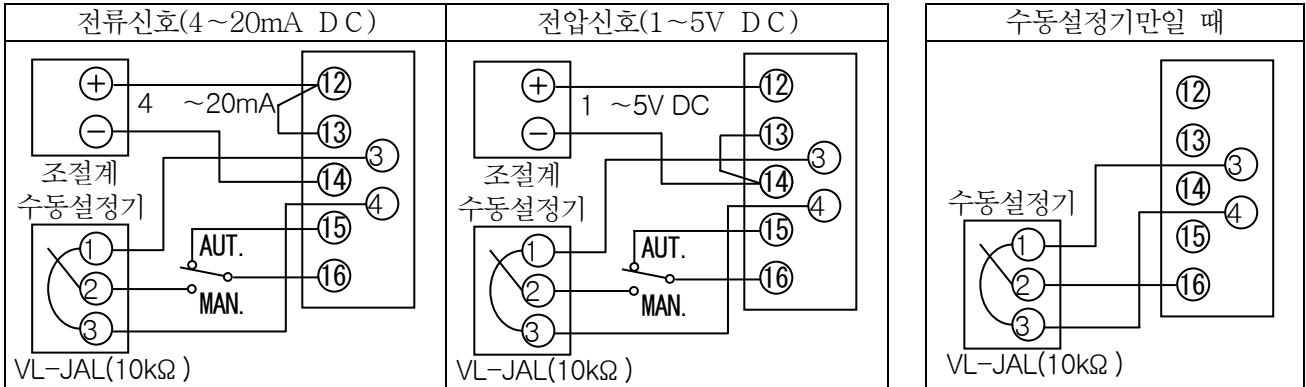 전류신호(4～20mA DC)
⊕
4 ～20mA
⊖
조절계
수동설정기
①
②
③
VL-JAL(10kΩ)
AUT.
MAN.
⑫
⑬
③
⑭
④
⑮
⑯
전압신호(1～5V DC)
⊕
1 ～5V DC
⊖
조절계
수동설정기
①
②
③
VL-JAL(10kΩ)
AUT.
MAN.
⑫
⑬
③
⑭
④
⑮
⑯
수동설정기만일 때
수동설정기
①
②
③
VL-JAL(10kΩ)
⑫
⑬
③
⑭
④
⑮
⑯